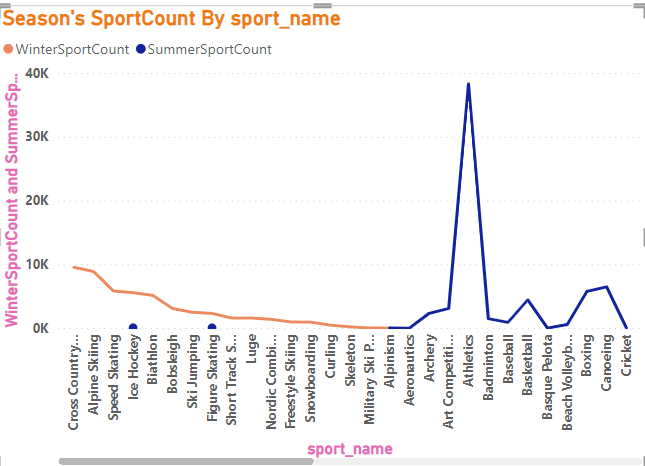 Season's SportCount By sport_name
WinterSportCount SummerSportCount
WinterSportCount and SummerSp...
40K
30K
20K
10K
0K
Cross Country...
Alpine Skiing
Speed Skating
Ice Hockey
Biathlon
Bobsleigh
Ski Jumping
Figure Skating
Short Track S...
Luge
Nordic Combi...
Freestyle Skiing
Snowboarding
Curling
Skeleton
Military Ski P...
Alpinism
Aeronautics
Archery
Art Competiti...
Athletics
Badminton
Baseball
Basketball
Basque Pelota
Beach Volleyb...
Boxing
Canoeing
Cricket
sport_name